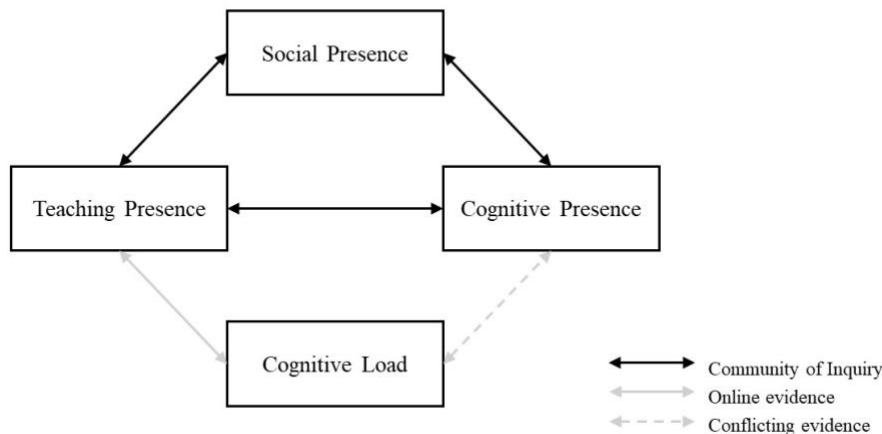 Social Presence
Teaching Presence
Cognitive Presence
Cognitive Load
Community of Inquiry
Online evidence
Conflicting evidence